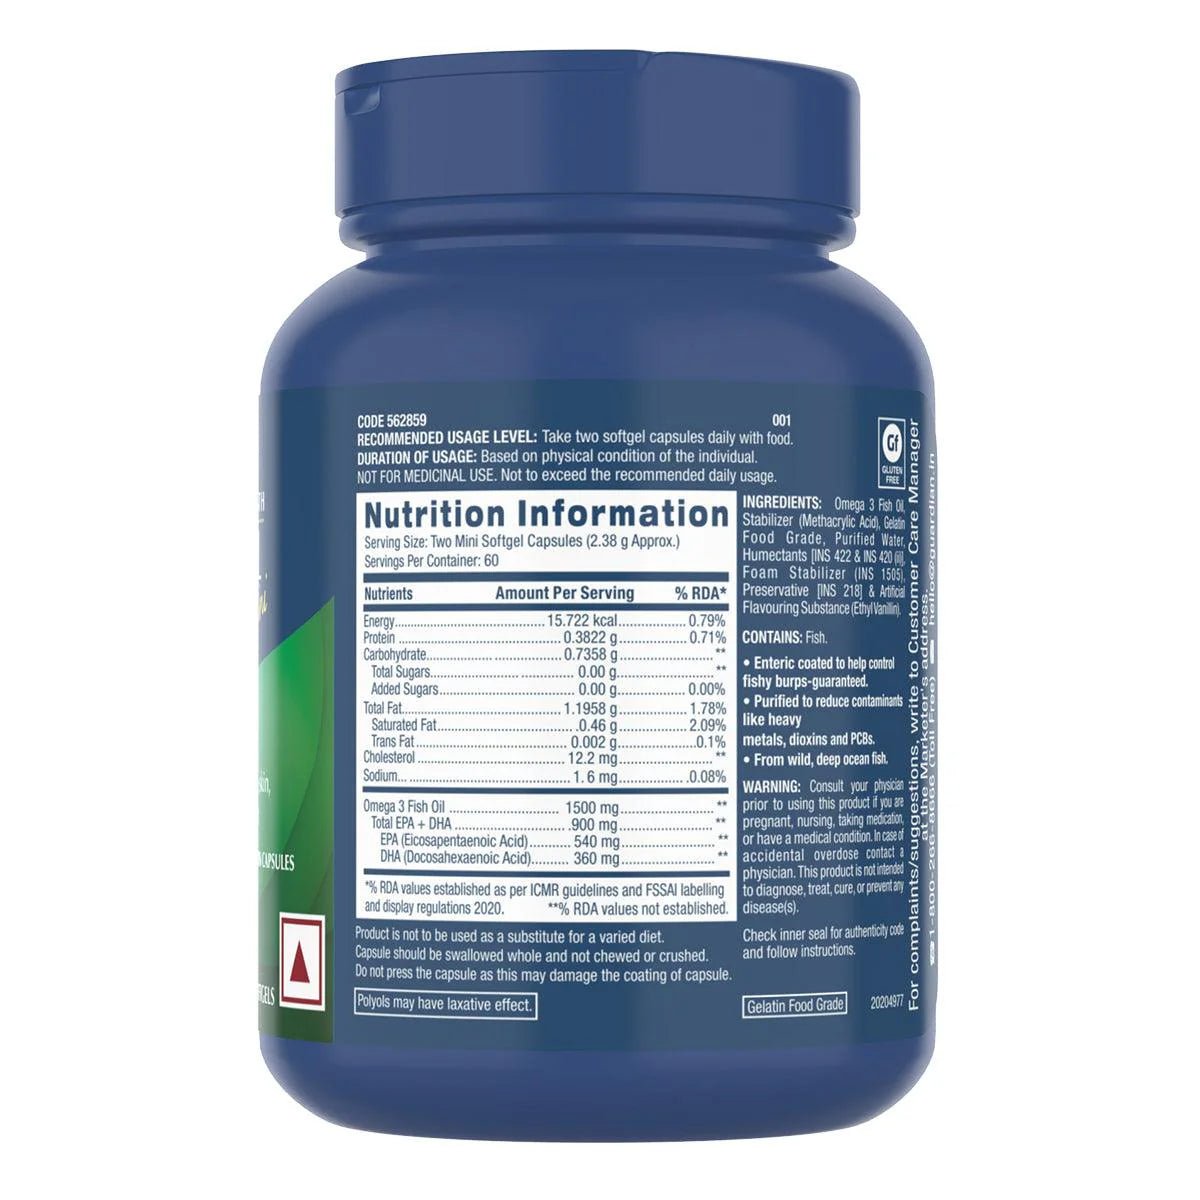 CODE 562859 001
RECOMMENDED USAGE LEVEL: Take two softgel capsules daily with food.
DURATION OF USAGE: Based on physical condition of the individual.
NOT FOR MEDICINAL USE. Not to exceed the recommended daily usage.
Nutrition Information
Serving Size: Two Mini Softgel Capsules (2.38 g Approx.)
Servings Per Container: 60
Nutrients Amount Per Serving % RDA*
Energy 15.722 kcal 0.79%
Protein 0.3822 g 0.71%
Carbohydrate 0.7358 g **
Total Sugars 0.00 g **
Added Sugars 0.00 g 0.00%
Total Fat 1.1958 g 1.78%
Saturated Fat 0.46 g 2.09%
Trans Fat 0.002 g 0.1%
Cholesterol 12.2 mg **
Sodium 1.6 mg 0.08%
Omega 3 Fish Oil 1500 mg **
Total EPA + DHA 900 mg **
EPA (Eicosapentaenoic Acid) 540 mg **
DHA (Docosahexaenoic Acid) 360 mg **
*% RDA values established as per ICMR guidelines and FSSAI labelling
and display regulations 2020. **% RDA values not established.
Product is not to be used as a substitute for a varied diet.
Capsule should be swallowed whole and not chewed or crushed.
Do not press the capsule as this may damage the coating of capsule.
Polyols may have laxative effect.
Gf
GLUTEN
FREE
INGREDIENTS: Omega 3 Fish Oil,
Stabilizer (Methacrylic Acid), Gelatin
Food Grade, Purified Water,
Humectants [INS 422 & INS 420 (ii)],
Foam Stabilizer (INS 1505),
Preservative [INS 218] & Artificial
Flavouring Substance (Ethyl Vanillin).
CONTAINS: Fish.
• Enteric coated to help control
fishy burps-guaranteed.
• Purified to reduce contaminants
like heavy
metals, dioxins and PCBs.
• From wild, deep ocean fish.
WARNING: Consult your physician
prior to using this product if you are
pregnant, nursing, taking medication,
or have a medical condition. In case of
accidental overdose contact a
physician. This product is not intended
to diagnose, treat, cure, or prevent any
disease(s).
Check inner seal for authenticity code
and follow instructions.
Gelatin Food Grade 20204977
For complaints/suggestions, write to Customer Care Manager
at the Marketer's address.
1-800-266-8666 (Toll Free) hello@guardian.in
CAPSULES